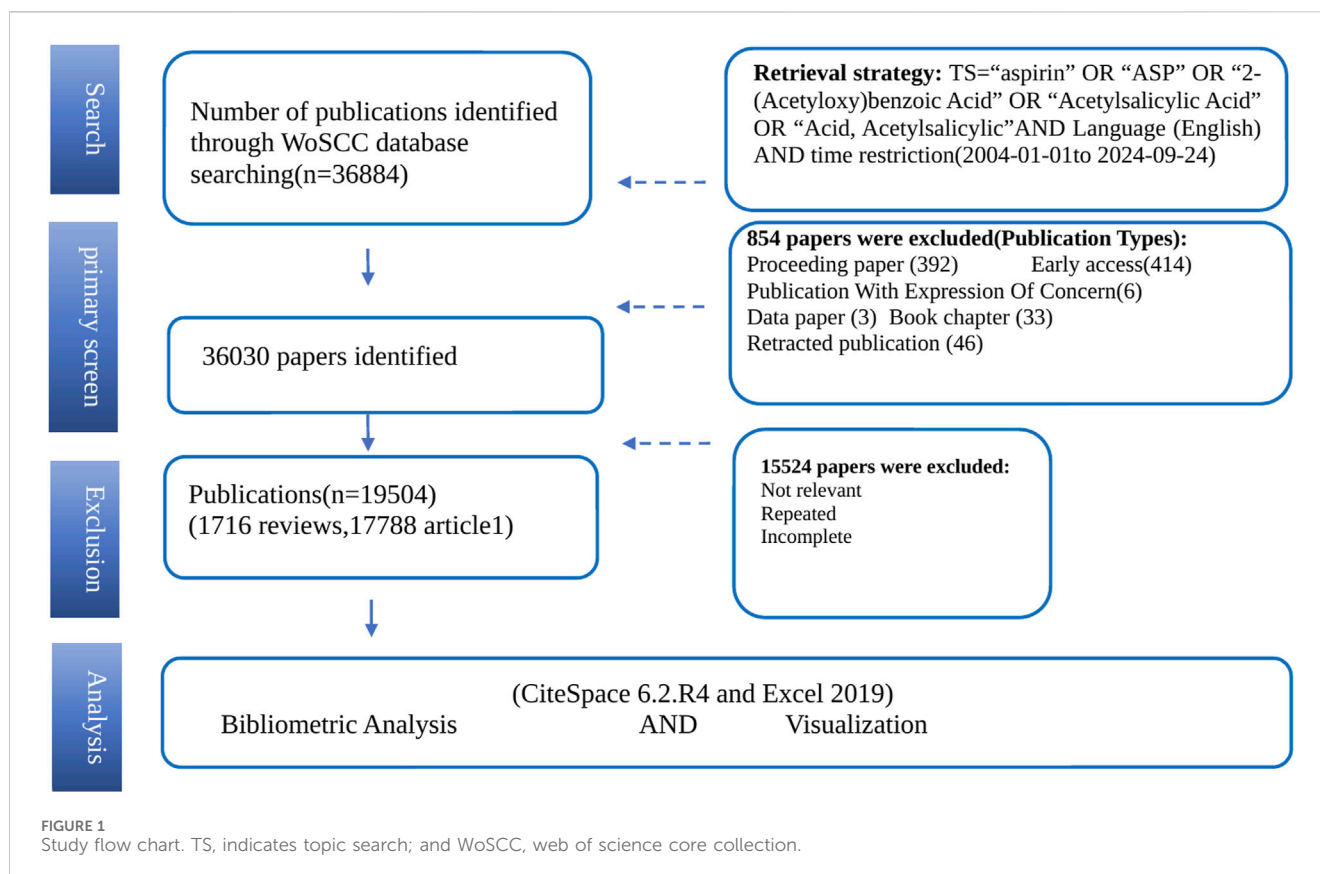 Search
Number of publications identified
through WoSCC database
searching(n=36884)
Retrieval strategy: TS=“aspirin” OR “ASP” OR “2-
(Acetyloxy)benzoic Acid” OR “Acetylsalicylic Acid”
OR “Acid, Acetylsalicylic”AND Language (English)
AND time restriction(2004-01-01to 2024-09-24)
primary screen
36030 papers identified
854 papers were excluded(Publication Types):
Proceeding paper (392) Early access(414)
Publication With Expression Of Concern(6)
Data paper (3) Book chapter (33)
Retracted publication (46)
Exclusion
Publications(n=19504)
(1716 reviews,17788 article1)
15524 papers were excluded:
Not relevant
Repeated
Incomplete
Analysis
(CiteSpace 6.2.R4 and Excel 2019)
Bibliometric Analysis AND Visualization
FIGURE 1
Study flow chart. TS, indicates topic search; and WoSCC, web of science core collection.